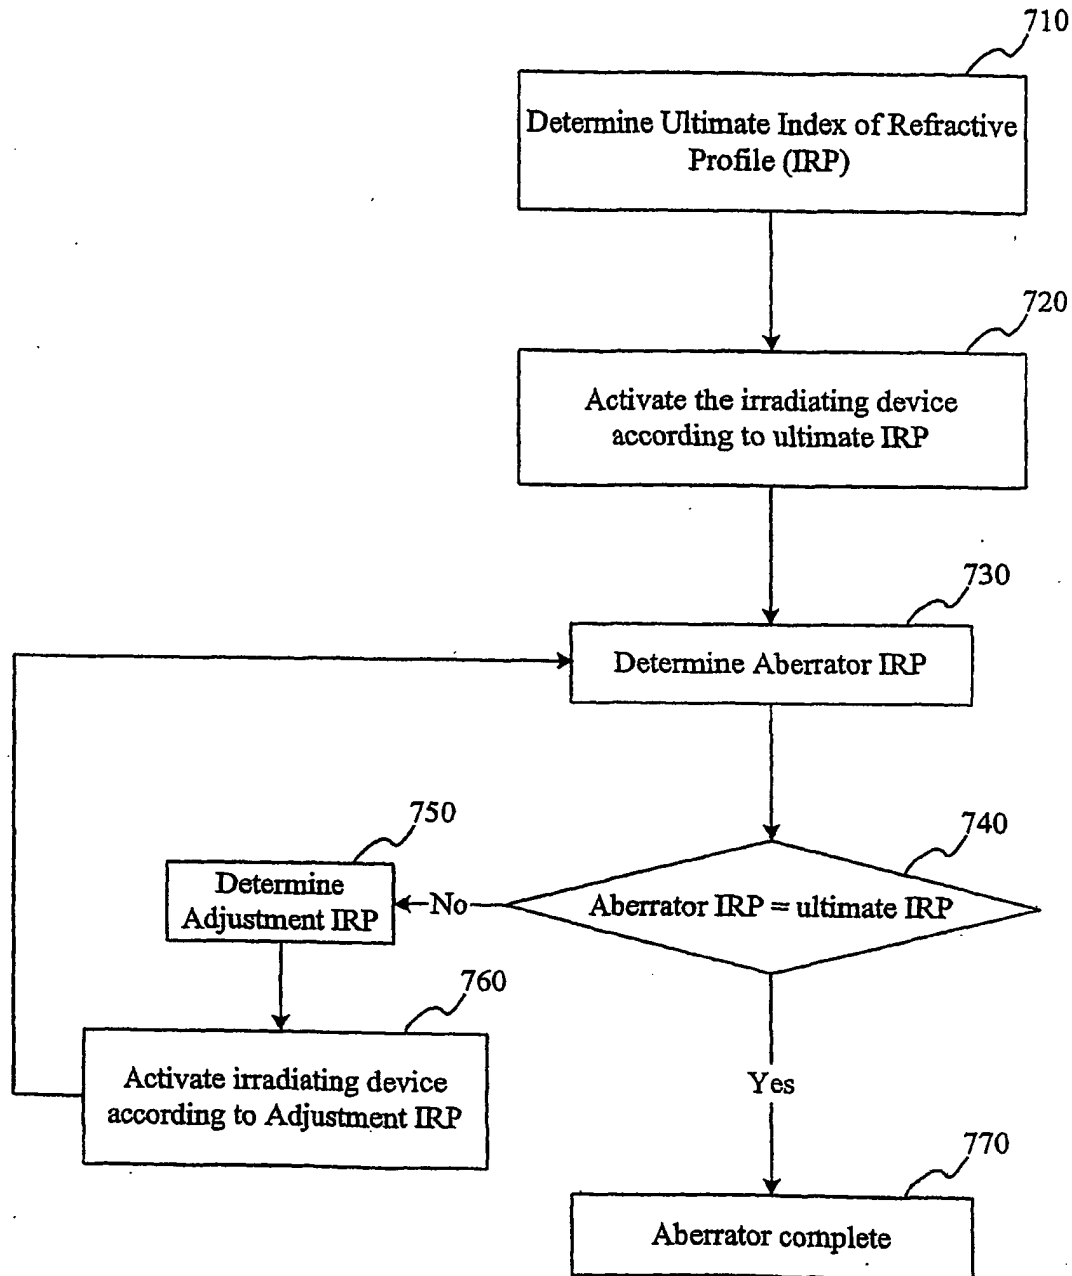 710
Determine Ultimate Index of Refractive
Profile (IRP)
720
Activate the irradiating device
according to ultimate IRP
730
Determine Aberrator IRP
740
Aberrator IRP = ultimate IRP
No
750
Determine
Adjustment IRP
760
Activate irradiating device
according to Adjustment IRP
Yes
770
Aberrator complete